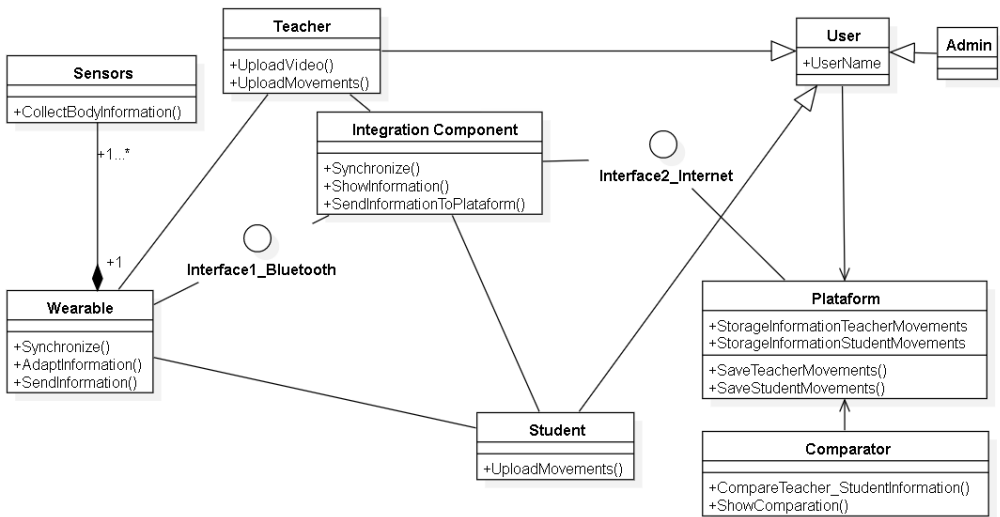 Teacher
+UploadVideo()
+UploadMovements()
User
+UserName
Admin
Sensors
+CollectBodyInformation()
+1...*
+1
Integration Component
+Synchronize()
+ShowInformation()
+SendInformationToPlataform()
Interface2_Internet
Interface1_Bluetooth
Wearable
+Synchronize()
+AdaptInformation()
+SendInformation()
Plataform
+StorageInformationTeacherMovements
+StorageInformationStudentMovements
+SaveTeacherMovements()
+SaveStudentMovements()
Student
+UploadMovements()
Comparator
+CompareTeacher_StudentInformation()
+ShowComparation()